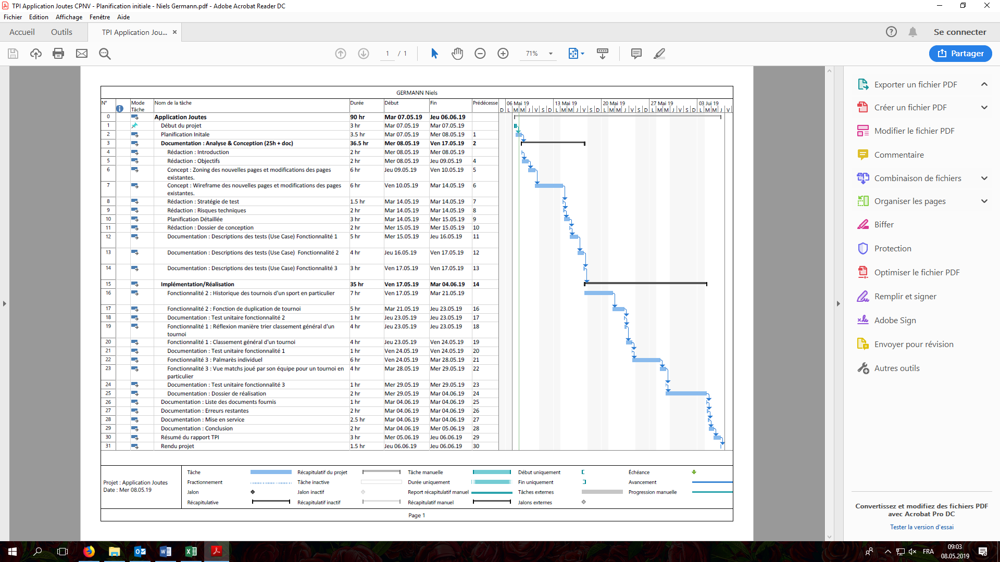 TPI Application Joutes CPNV - Planification initiale - Niels Germann.pdf - Adobe Acrobat Reader DC
Fichier Edition Affichage Fenêtre Aide
Accueil Outils TPI Application Jou... × Se connecter
1 / 1 71% Partager
GERMANN Niels
N° Mode Tâche Nom de la tâche Durée Début Fin Prédécesse 06 Mai 19 13 Mai 19 20 Mai 19 27 Mai 19 03 Jui 19
D L M M J V S D L M M J V S D L M M J V S D L M M J V S D L M M J V
0 Application Joutes 90 hr Mar 07.05.19 Jeu 06.06.19
1 Début du projet 3 hr Mar 07.05.19 Mar 07.05.19
2 Planification Initale 3.5 hr Mar 07.05.19 Mer 08.05.19 1
3 Documentation : Analyse & Conception (25h + doc) 36.5 hr Mer 08.05.19 Ven 17.05.19 2
4 Rédaction : Introduction 2 hr Mer 08.05.19 Mer 08.05.19
5 Rédaction : Objectifs 2 hr Mer 08.05.19 Jeu 09.05.19 4
6 Concept : Zoning des nouvelles pages et modifications des pages 6 hr Jeu 09.05.19 Ven 10.05.19 5
existantes.
7 Concept : Wireframe des nouvelles pages et modifications des pages 6 hr Ven 10.05.19 Mar 14.05.19 6
existantes.
8 Rédaction : Stratégie de test 1.5 hr Mar 14.05.19 Mar 14.05.19 7
9 Rédaction : Risques techniques 2 hr Mar 14.05.19 Mar 14.05.19 8
10 Planification Détaillée 3 hr Mar 14.05.19 Mer 15.05.19 9
11 Rédaction : Dossier de conception 2 hr Mer 15.05.19 Mer 15.05.19 10
12 Documentation : Descriptions des tests (Use Case) Fonctionnalité 1 5 hr Mer 15.05.19 Jeu 16.05.19 11
13 Documentation : Descriptions des tests (Use Case) Fonctionnalité 2 4 hr Jeu 16.05.19 Ven 17.05.19 12
14 Documentation : Descriptions des tests (Use Case) Fonctionnalité 3 3 hr Ven 17.05.19 Ven 17.05.19 13
15 Implémentation/Réalisation 35 hr Ven 17.05.19 Mar 04.06.19 14
16 Fonctionnalité 2 : Historique des tournois d'un sport en particulier 7 hr Ven 17.05.19 Mar 21.05.19
17 Fonctionnalité 2 : Fonction de duplication de tournoi 5 hr Mar 21.05.19 Jeu 23.05.19 16
18 Documentation : Test unitaire fonctionnalité 2 1 hr Jeu 23.05.19 Jeu 23.05.19 17
19 Fonctionnalité 1 : Réflexion manière trier classement général d'un 4 hr Jeu 23.05.19 Jeu 23.05.19 18
tournoi
20 Fonctionnalité 1 : Classement général d'un tournoi 4 hr Jeu 23.05.19 Ven 24.05.19 19
21 Documentation : Test unitaire fonctionnalité 1 1 hr Ven 24.05.19 Ven 24.05.19 20
22 Fonctionnalité 3 : Palmarès individuel 6 hr Ven 24.05.19 Mar 28.05.19 21
23 Fonctionnalité 3 : Vue matchs joué par son équipe pour un tournoi en 4 hr Mar 28.05.19 Mer 29.05.19 22
particulier
24 Documentation : Test unitaire fonctionnalité 3 1 hr Mer 29.05.19 Mer 29.05.19 23
25 Documentation : Dossier de réalisation 2 hr Mer 29.05.19 Mar 04.06.19 24
26 Documentation : Liste des documents fournis 1 hr Mar 04.06.19 Mar 04.06.19 25
27 Documentation : Erreurs restantes 2 hr Mar 04.06.19 Mar 04.06.19 26
28 Documentation : Mise en service 2.5 hr Mar 04.06.19 Mar 04.06.19 27
29 Documentation : Conclusion 2 hr Mar 04.06.19 Mer 05.06.19 28
30 Résumé du rapport TPI 3 hr Mer 05.06.19 Jeu 06.06.19 29
31 Rendu projet 1.5 hr Jeu 06.06.19 Jeu 06.06.19 30
Projet : Application Joutes
Date : Mer 08.05.19
Tâche Récapitulatif du projet Tâche manuelle Début uniquement Échéance
Fractionnement Tâche inactive Durée uniquement Fin uniquement Avancement
Jalon Jalon inactif Report récapitulatif manuel Tâches externes Progression manuelle
Récapitulative Récapitulatif inactif Récapitulatif manuel Jalons externes
Page 1
Exporter un fichier PDF
Créer un fichier PDF
Modifier le fichier PDF
Commentaire
Combinaison de fichiers
Organiser les pages
Biffer
Protection
Optimiser le fichier PDF
Remplir et signer
Adobe Sign
Envoyer pour révision
Autres outils
Convertissez et modifiez des fichiers PDF
avec Acrobat Pro DC
Tester la version d'essai
FRA 09:03
08.05.2019